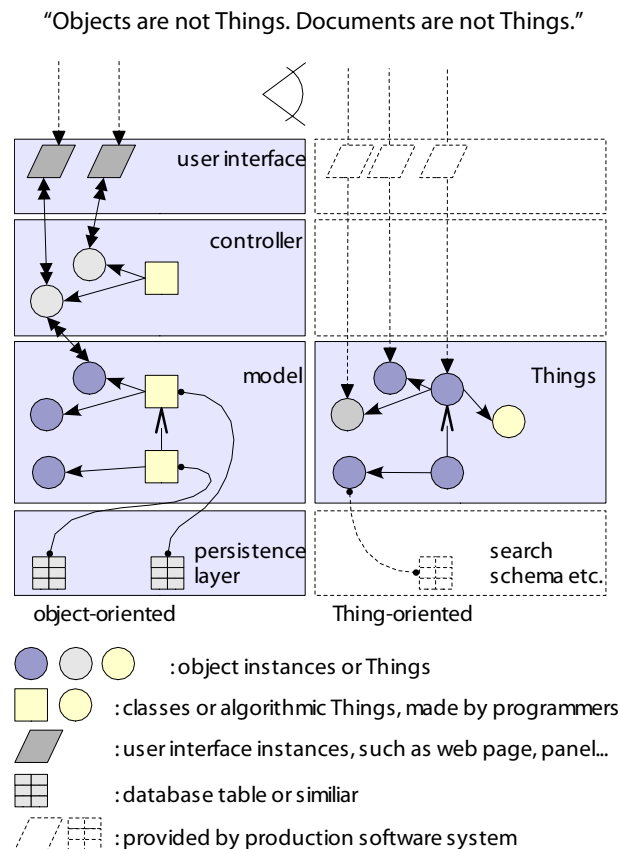 “Objects are not Things. Documents are not Things.”
user interface
controller
model
Things
persistence
layer
search
schema etc.
object-oriented
Thing-oriented
: object instances or Things
: classes or algorithmic Things, made by programmers
: user interface instances, such as web page, panel...
: database table or similiar
: provided by production software system